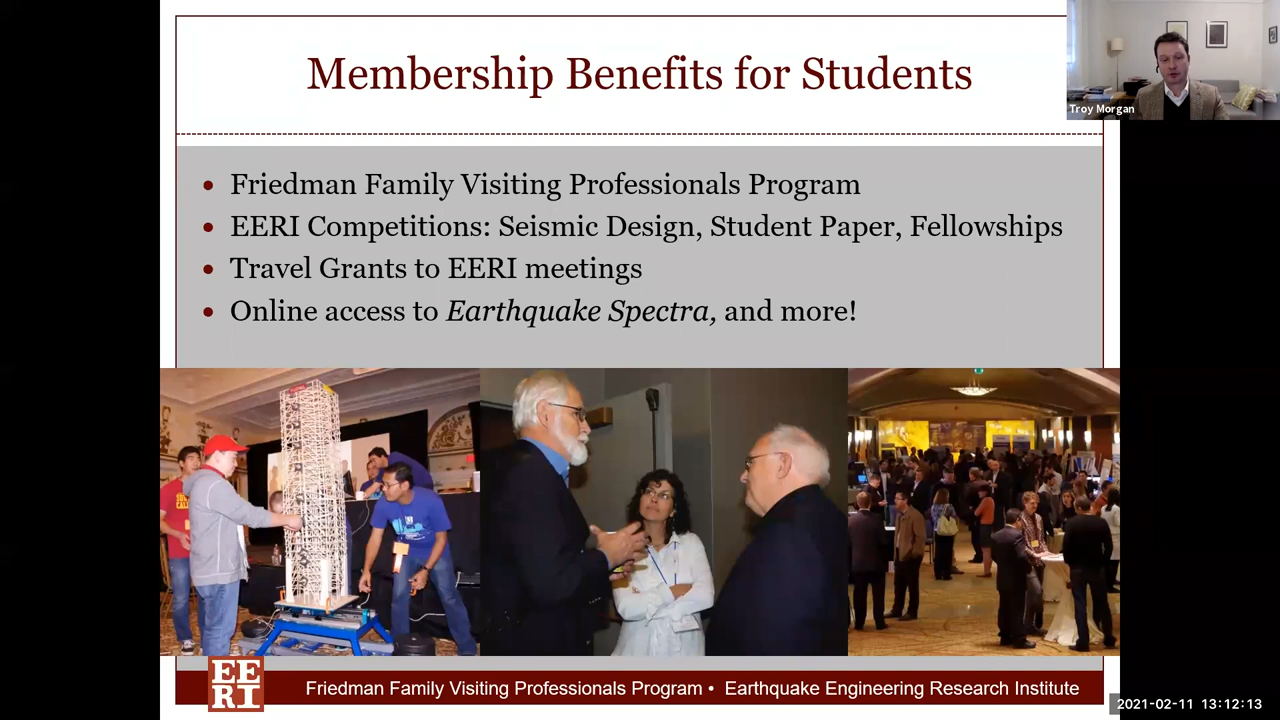 Membership Benefits for Students
Troy Morgan
• Friedman Family Visiting Professionals Program
• EERI Competitions: Seismic Design, Student Paper, Fellowships
• Travel Grants to EERI meetings
• Online access to Earthquake Spectra, and more!
EE
RI
Friedman Family Visiting Professionals Program • Earthquake Engineering Research Institute
2021-02-11 13:12:13